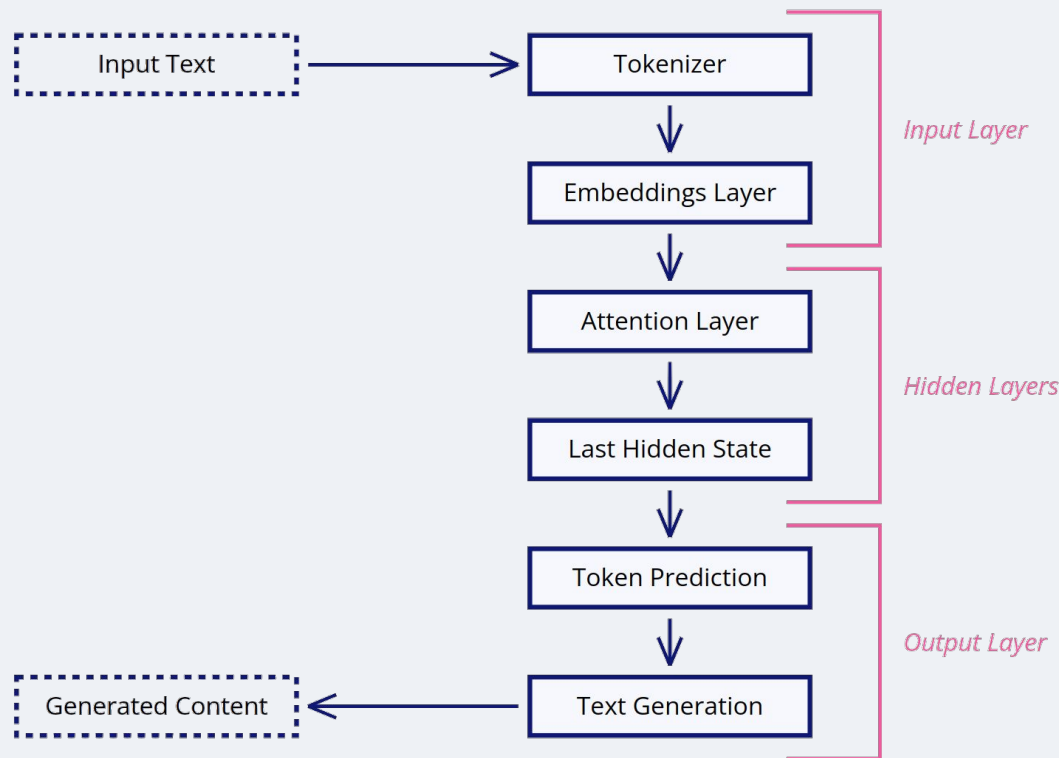 Input Text
Tokenizer
Input Layer
Embeddings Layer
Attention Layer
Hidden Layers
Last Hidden State
Token Prediction
Output Layer
Generated Content
Text Generation